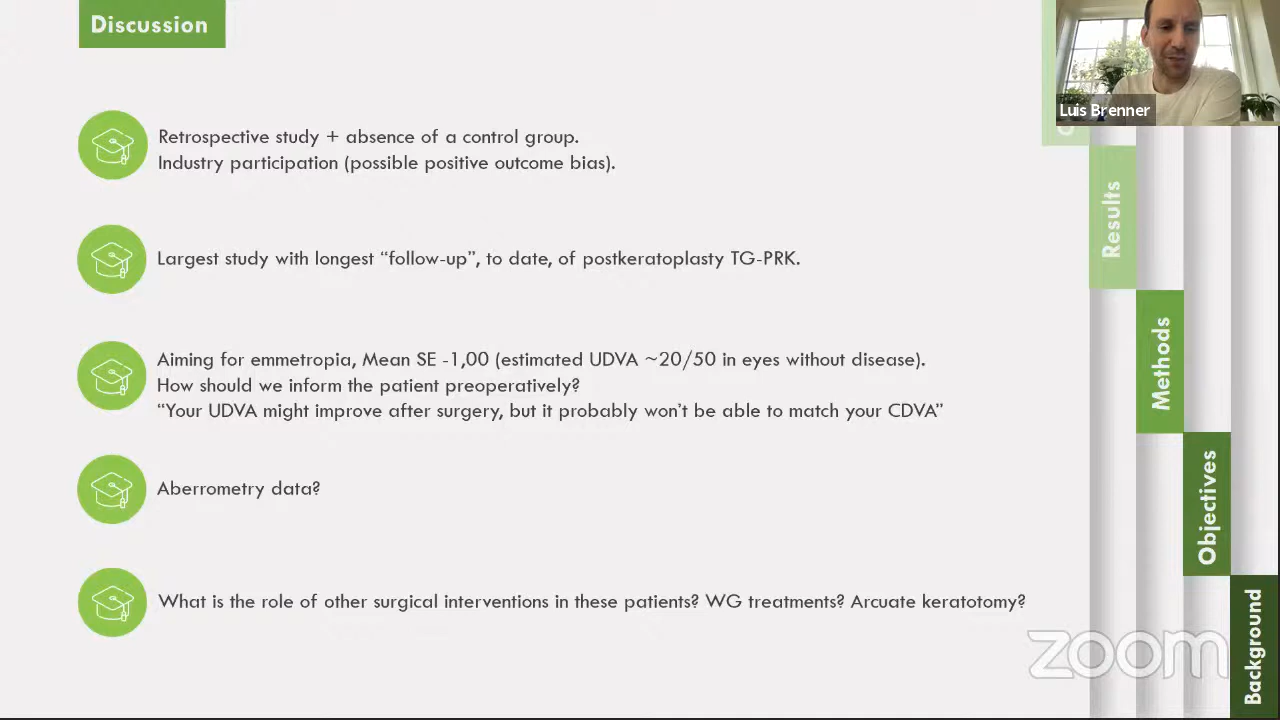 Discussion
Luis Brenner
Retrospective study + absence of a control group.
Industry participation (possible positive outcome bias).
Largest study with longest “follow-up”, to date, of postkeratoplasty TG-PRK.
Aiming for emmetropia, Mean SE -1,00 (estimated UDVA ~20/50 in eyes without disease).
How should we inform the patient preoperatively?
“Your UDVA might improve after surgery, but it probably won’t be able to match your CDVA”
Aberrometry data?
What is the role of other surgical interventions in these patients? WG treatments? Arcuate keratotomy?
Results
Methods
Objectives
Background
zoom